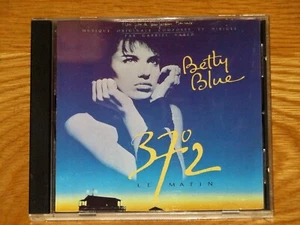 MUSIQUE ORIGINALE COMPOSEE ET DIRIGEE
PAR GABRIEL YARED
Betty
Blue
37°2
LE MATIN